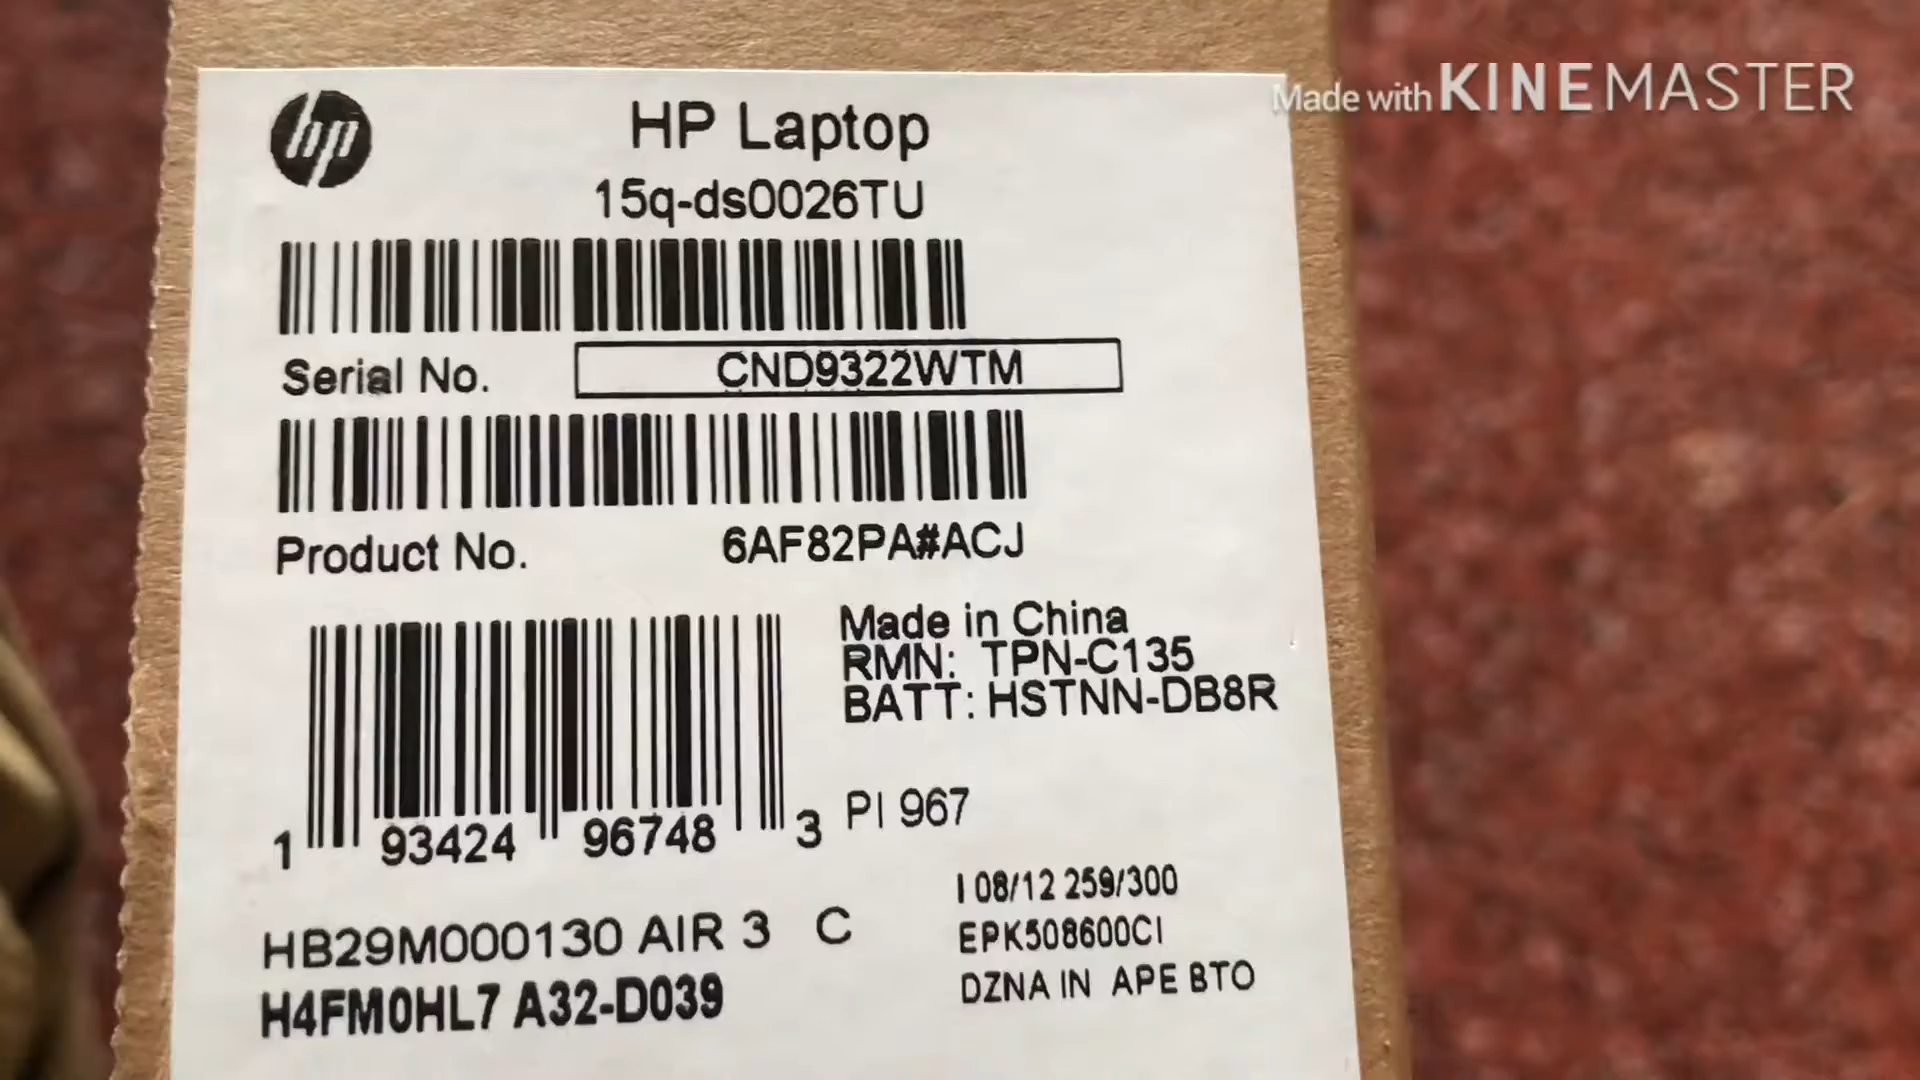 Made with KINEMASTER
hp
HP Laptop
15q-ds0026TU
Serial No. CND9322WTM
Product No. 6AF82PA#ACJ
Made in China
RMN: TPN-C135
BATT: HSTNN-DB8R
1 93424 96748 3
PI 967
I 08/12 259/300
EPK508600CI
DZNA IN APE BTO
HB29M000130 AIR 3 C
H4FM0HL7 A32-D039